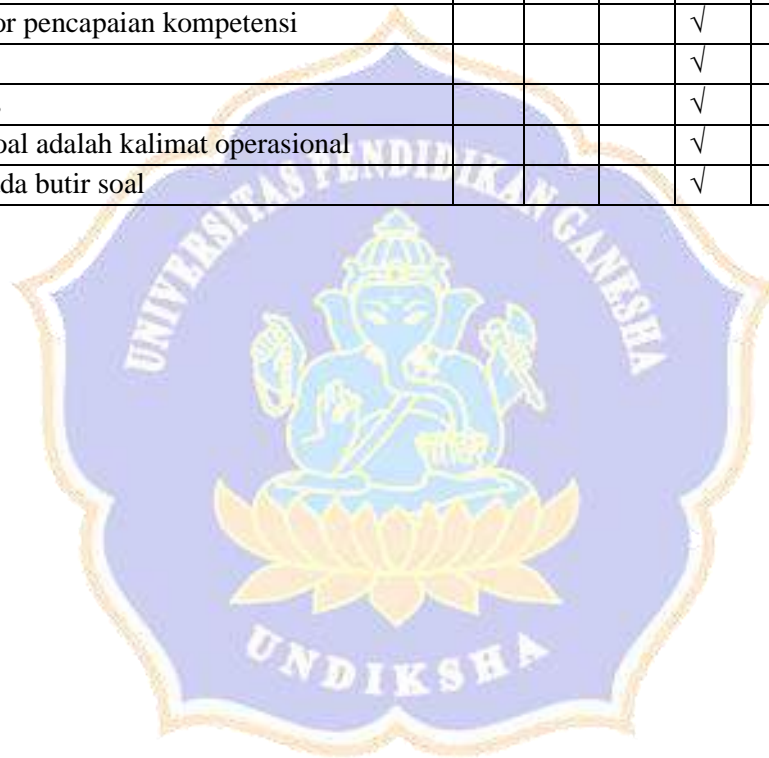 or pencapaian kompetensi √
√
√
oal adalah kalimat operasional √
da butir soal √
UNIVERSITAS PENDIDIKAN GANESHA
UNDIKSHA